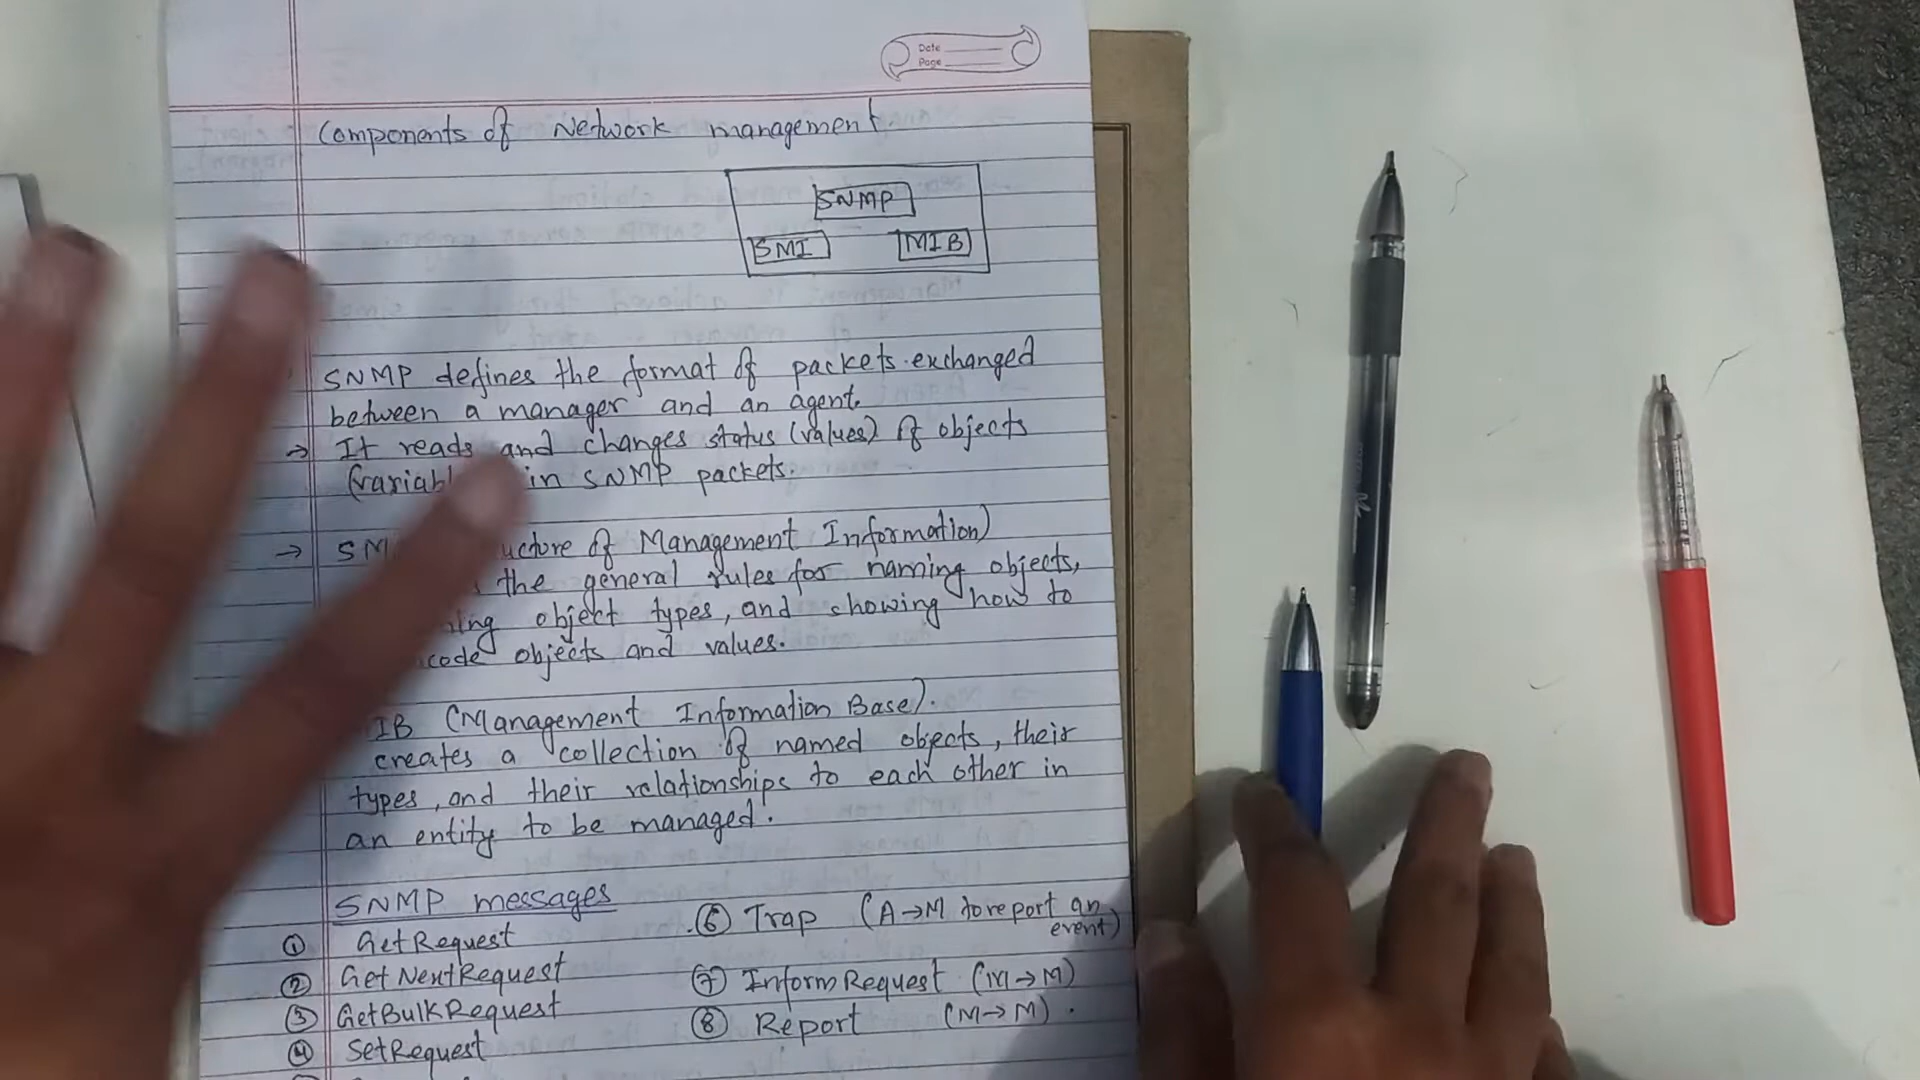 Date
Page
Components of Network management
SNMP
SMI MIB
SNMP defines the format of packets exchanged
between a manager and an agent.
→ It reads and changes status (values) of objects
in SNMP packets.
→ of Management Information)
the general rules for naming objects,
object types, and showing how to
objects and values.
(Management Information Base).
creates a collection of named objects, their
types, and their relationships to each other in
an entity to be managed.
SNMP messages
① GetRequest
② GetNextRequest
③ GetBulkRequest
④ SetRequest
⑥ Trap (A→M to report an
event)
⑦ InformRequest (M→M)
⑧ Report (M→M).